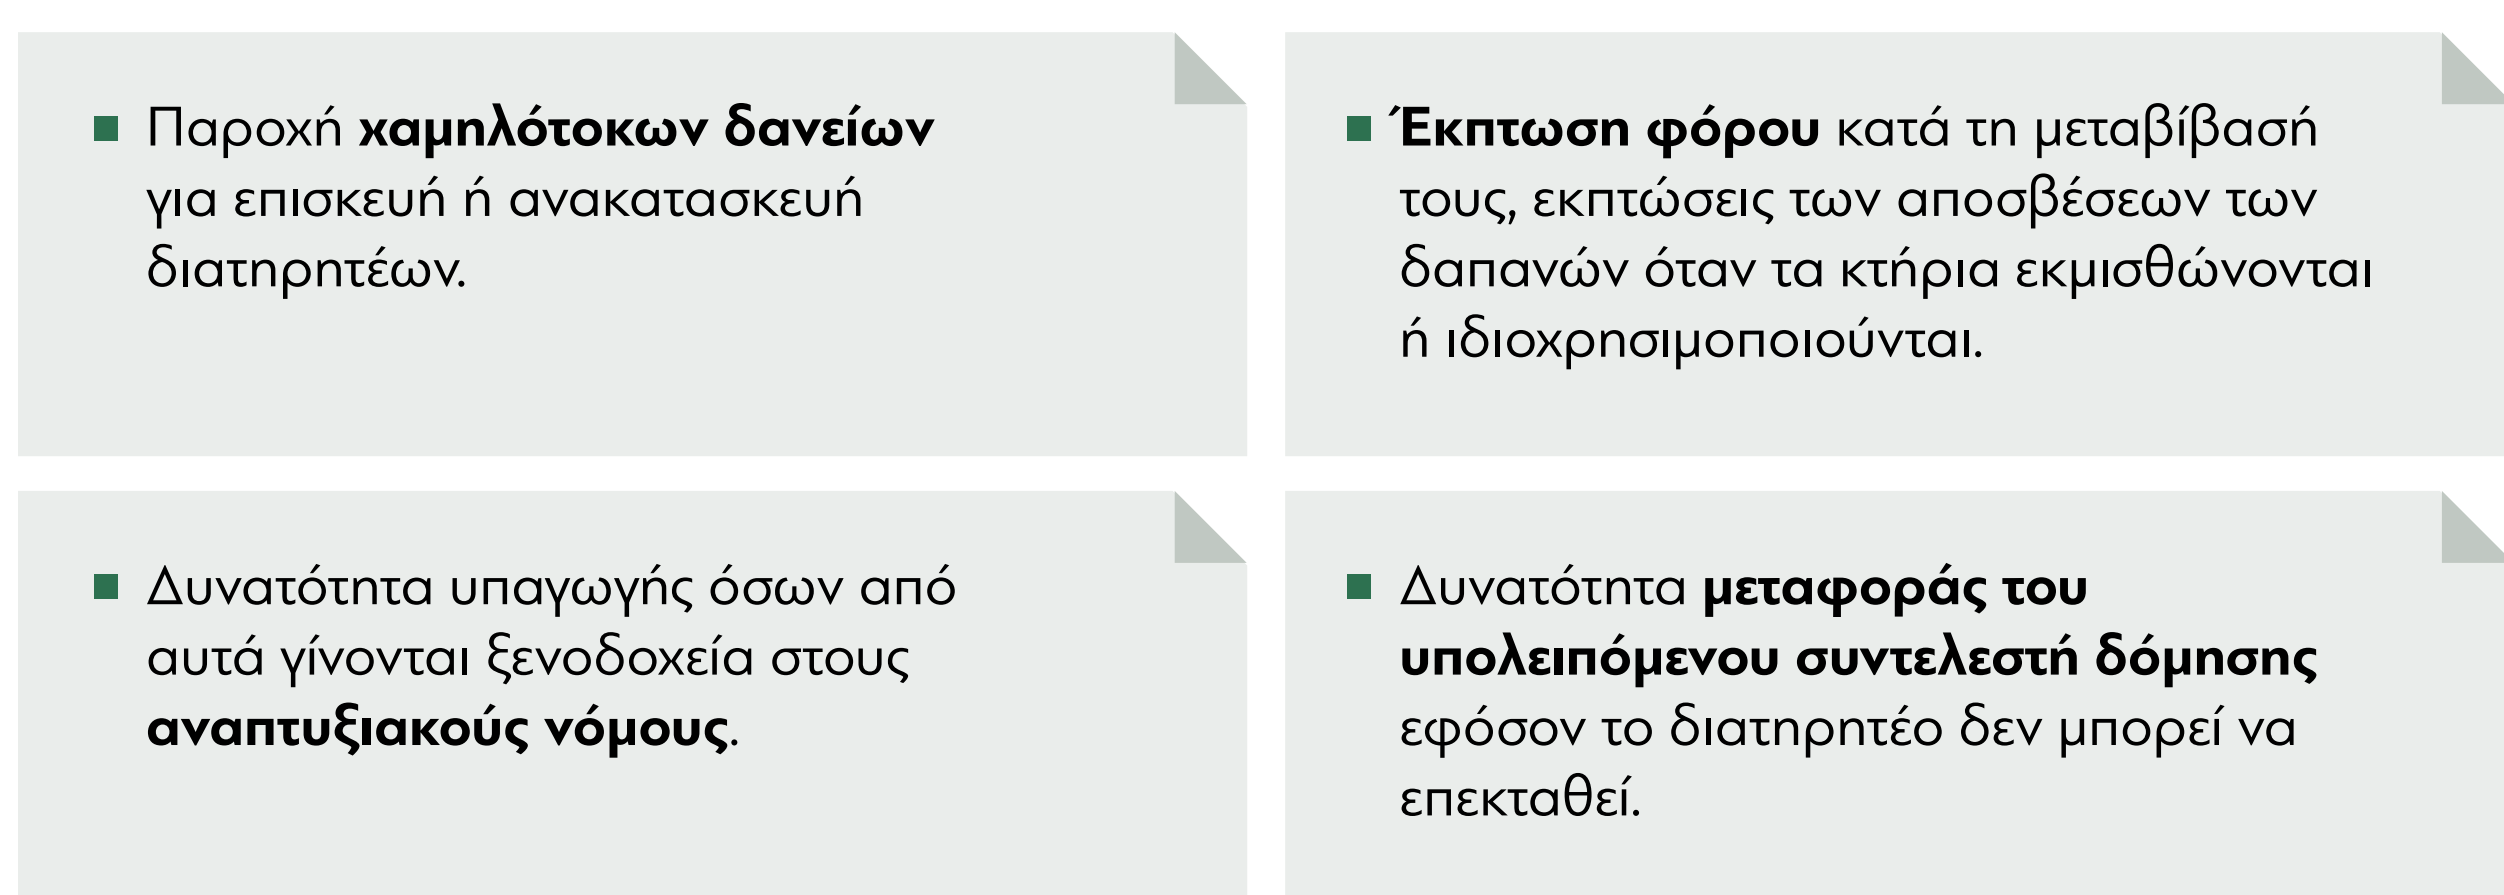 Παροχή χαμηλότοκων δανείων
για επισκευή ή ανακατασκευή
διατηρητέων.
Έκπτωση φόρου κατά τη μεταβίβασή
τους, εκπτώσεις των αποσβέσεων των
δαπανών όταν τα κτήρια εκμισθώνονται
ή ιδιοχρησιμοποιούνται.
Δυνατότητα υπαγωγής όσων από
αυτά γίνονται ξενοδοχεία στους
αναπτυξιακούς νόμους.
Δυνατότητα μεταφοράς του
υπολειπόμενου συντελεστή δόμησης
εφόσον το διατηρητέο δεν μπορεί να
επεκταθεί.